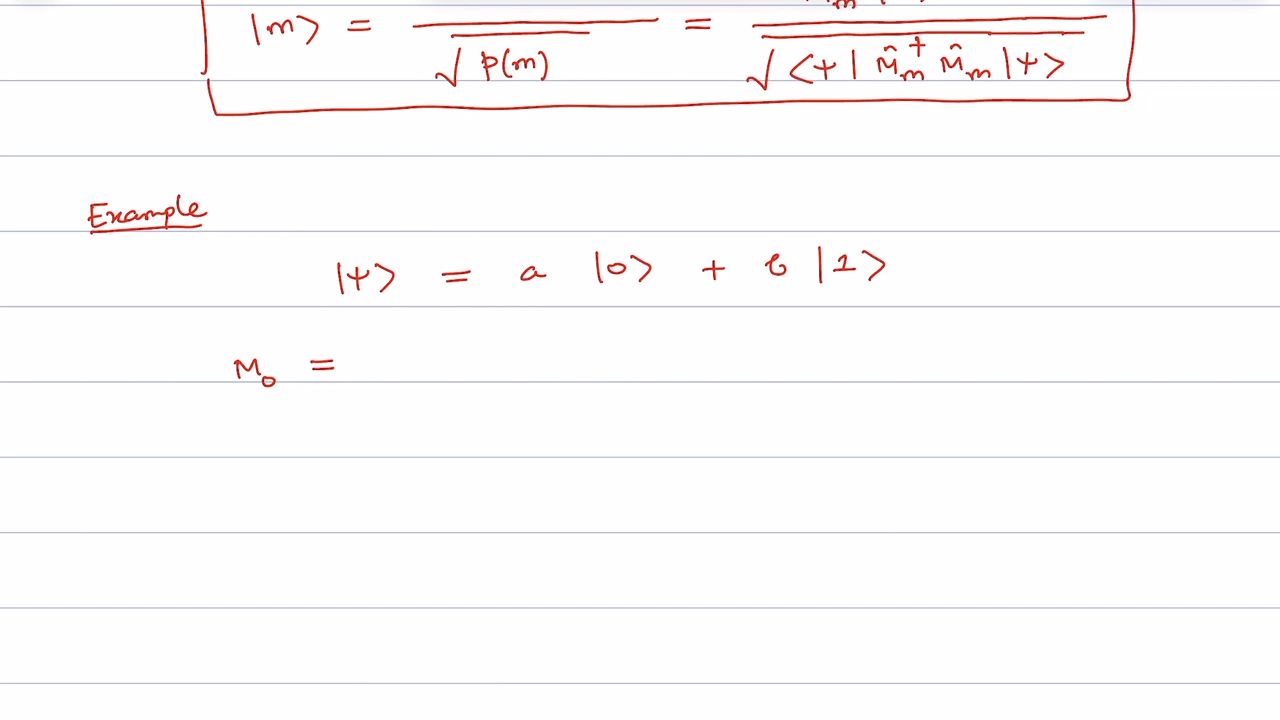 |m⟩ = / √p(m) = / √⟨ψ| M̂ₘ† M̂ₘ |ψ⟩
Example
|ψ⟩ = a |0⟩ + b |1⟩
M₀ =